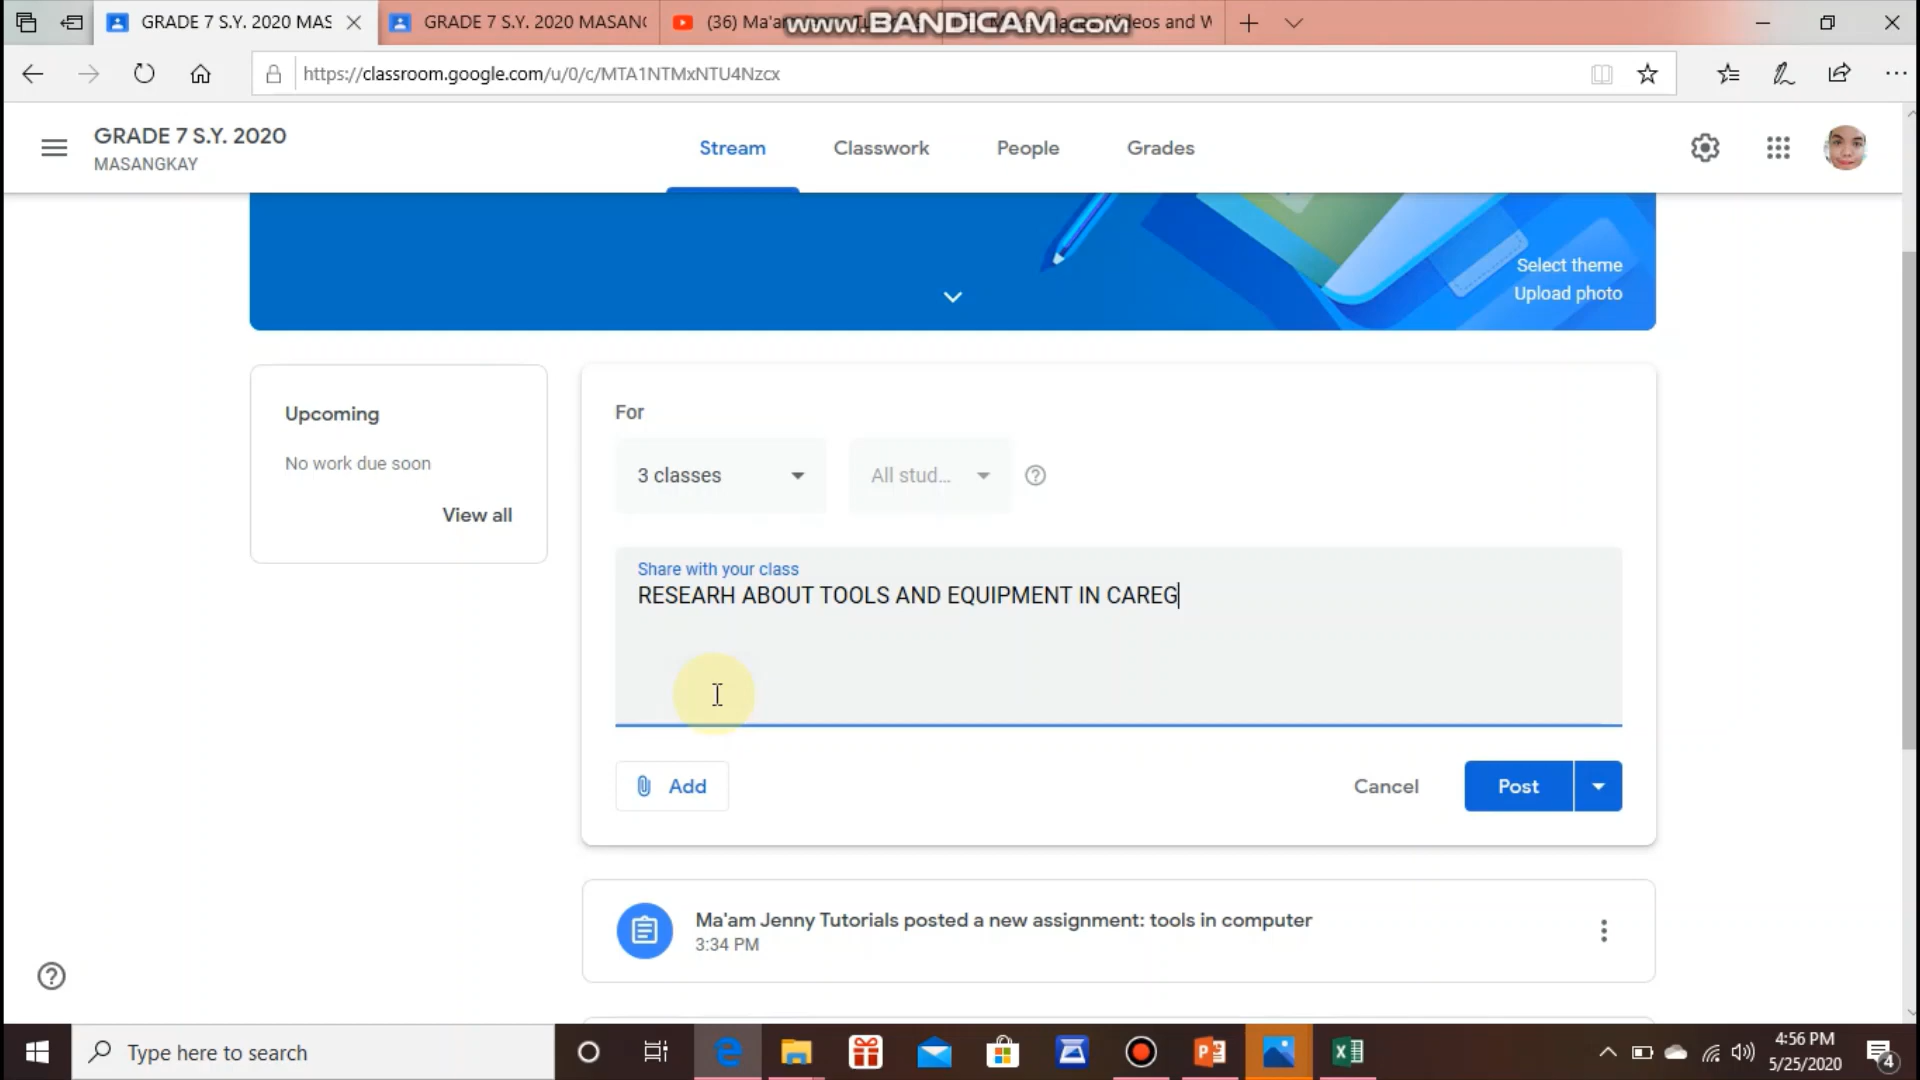 GRADE 7 S.Y. 2020 MAS
GRADE 7 S.Y. 2020 MASANG
(36) Ma'am
www.BANDICAM.com
https://classroom.google.com/u/0/c/MTA1NTMxNTU4Nzcx
GRADE 7 S.Y. 2020
MASANGKAY
Stream
Classwork
People
Grades
Select theme
Upload photo
Upcoming
No work due soon
View all
For
3 classes
All stud...
Share with your class
RESEARH ABOUT TOOLS AND EQUIPMENT IN CAREG
Add
Cancel
Post
Ma'am Jenny Tutorials posted a new assignment: tools in computer
3:34 PM
Type here to search
4:56 PM
5/25/2020
4